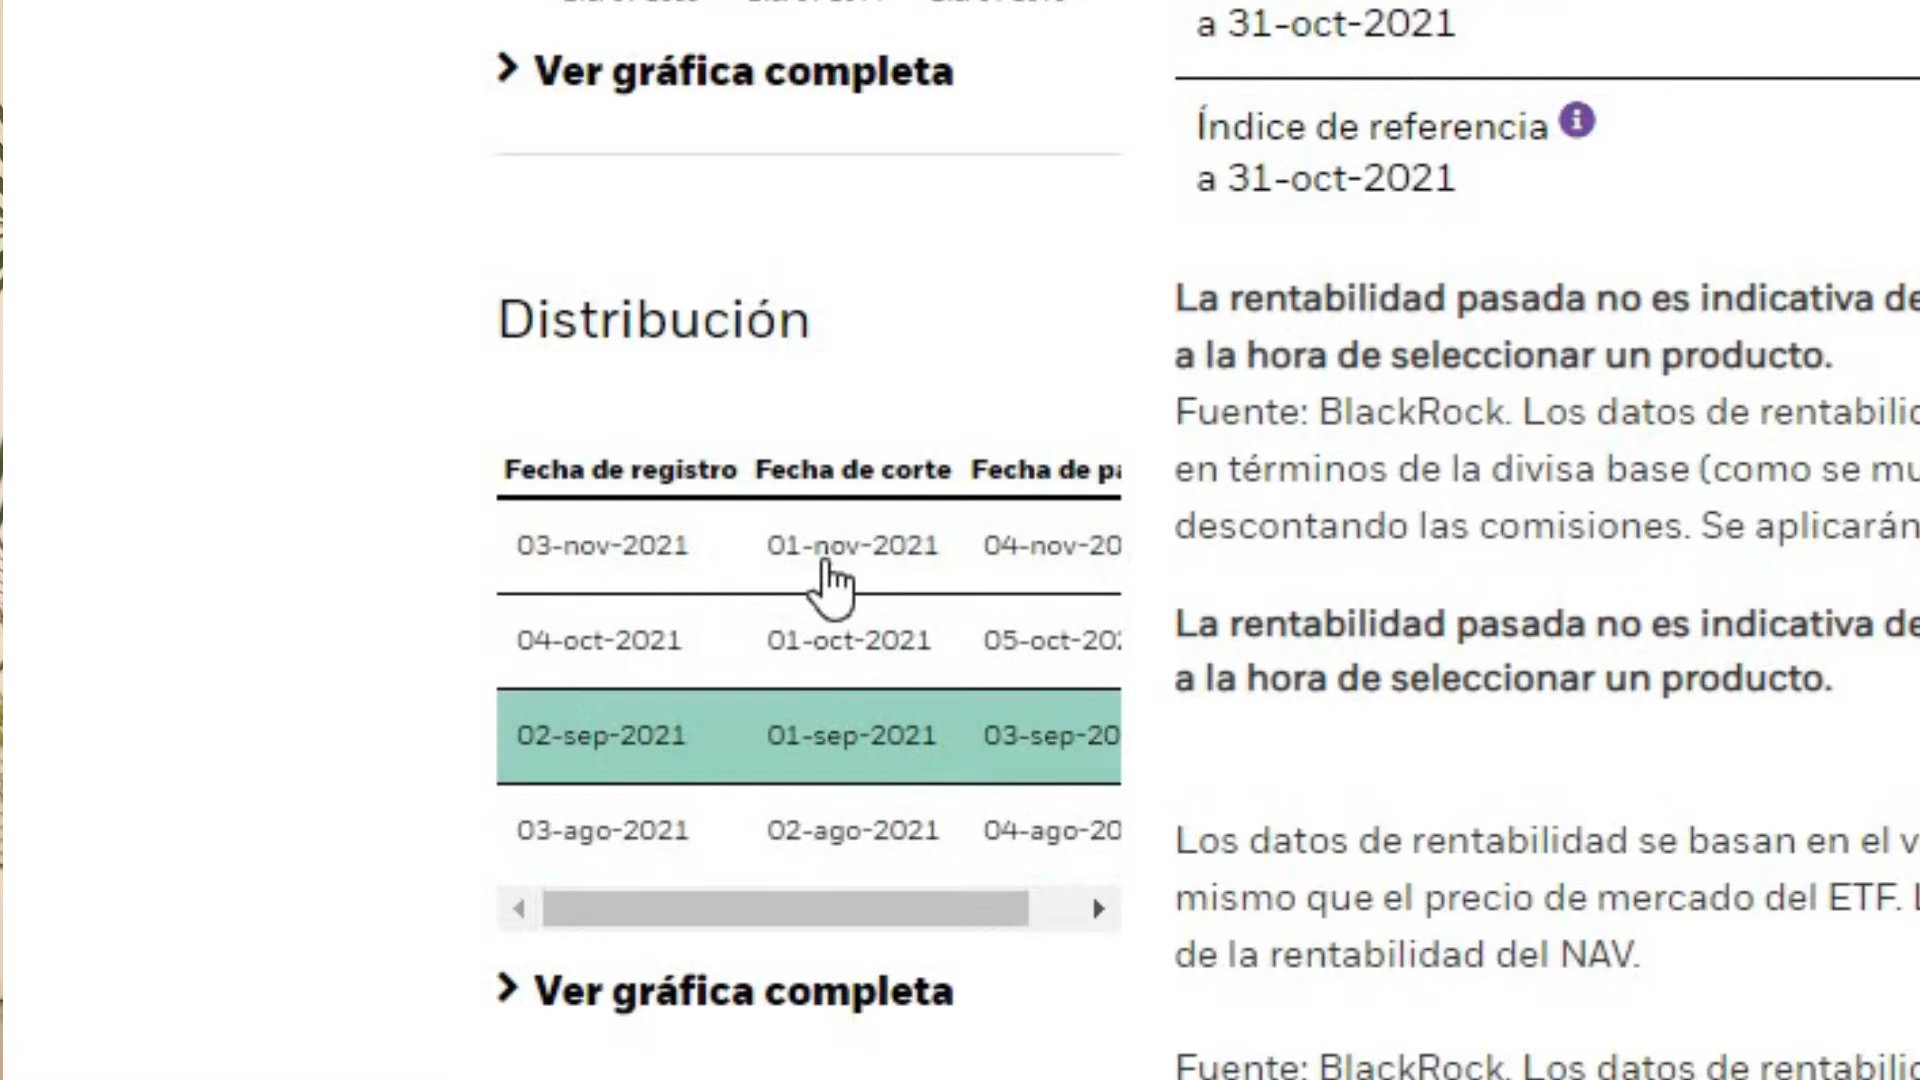 Ver gráfica completa
Distribución
Fecha de registro Fecha de corte Fecha de
03-nov-2021 01-nov-2021 04-nov-20
04-oct-2021 01-oct-2021 05-oct-20
02-sep-2021 01-sep-2021 03-sep-20
03-ago-2021 02-ago-2021 04-ago-20
Ver gráfica completa
a 31-oct-2021
Índice de referencia
a 31-oct-2021
La rentabilidad pasada no es indicativa
a la hora de seleccionar un producto.
Fuente: BlackRock. Los datos de
en términos de la divisa base (como se
descontando las comisiones. Se aplicarán
La rentabilidad pasada no es indicativa
a la hora de seleccionar un producto.
Los datos de rentabilidad se basan en el
mismo que el precio de mercado del ETF.
de la rentabilidad del NAV.
Fuente: BlackRock. Los datos de